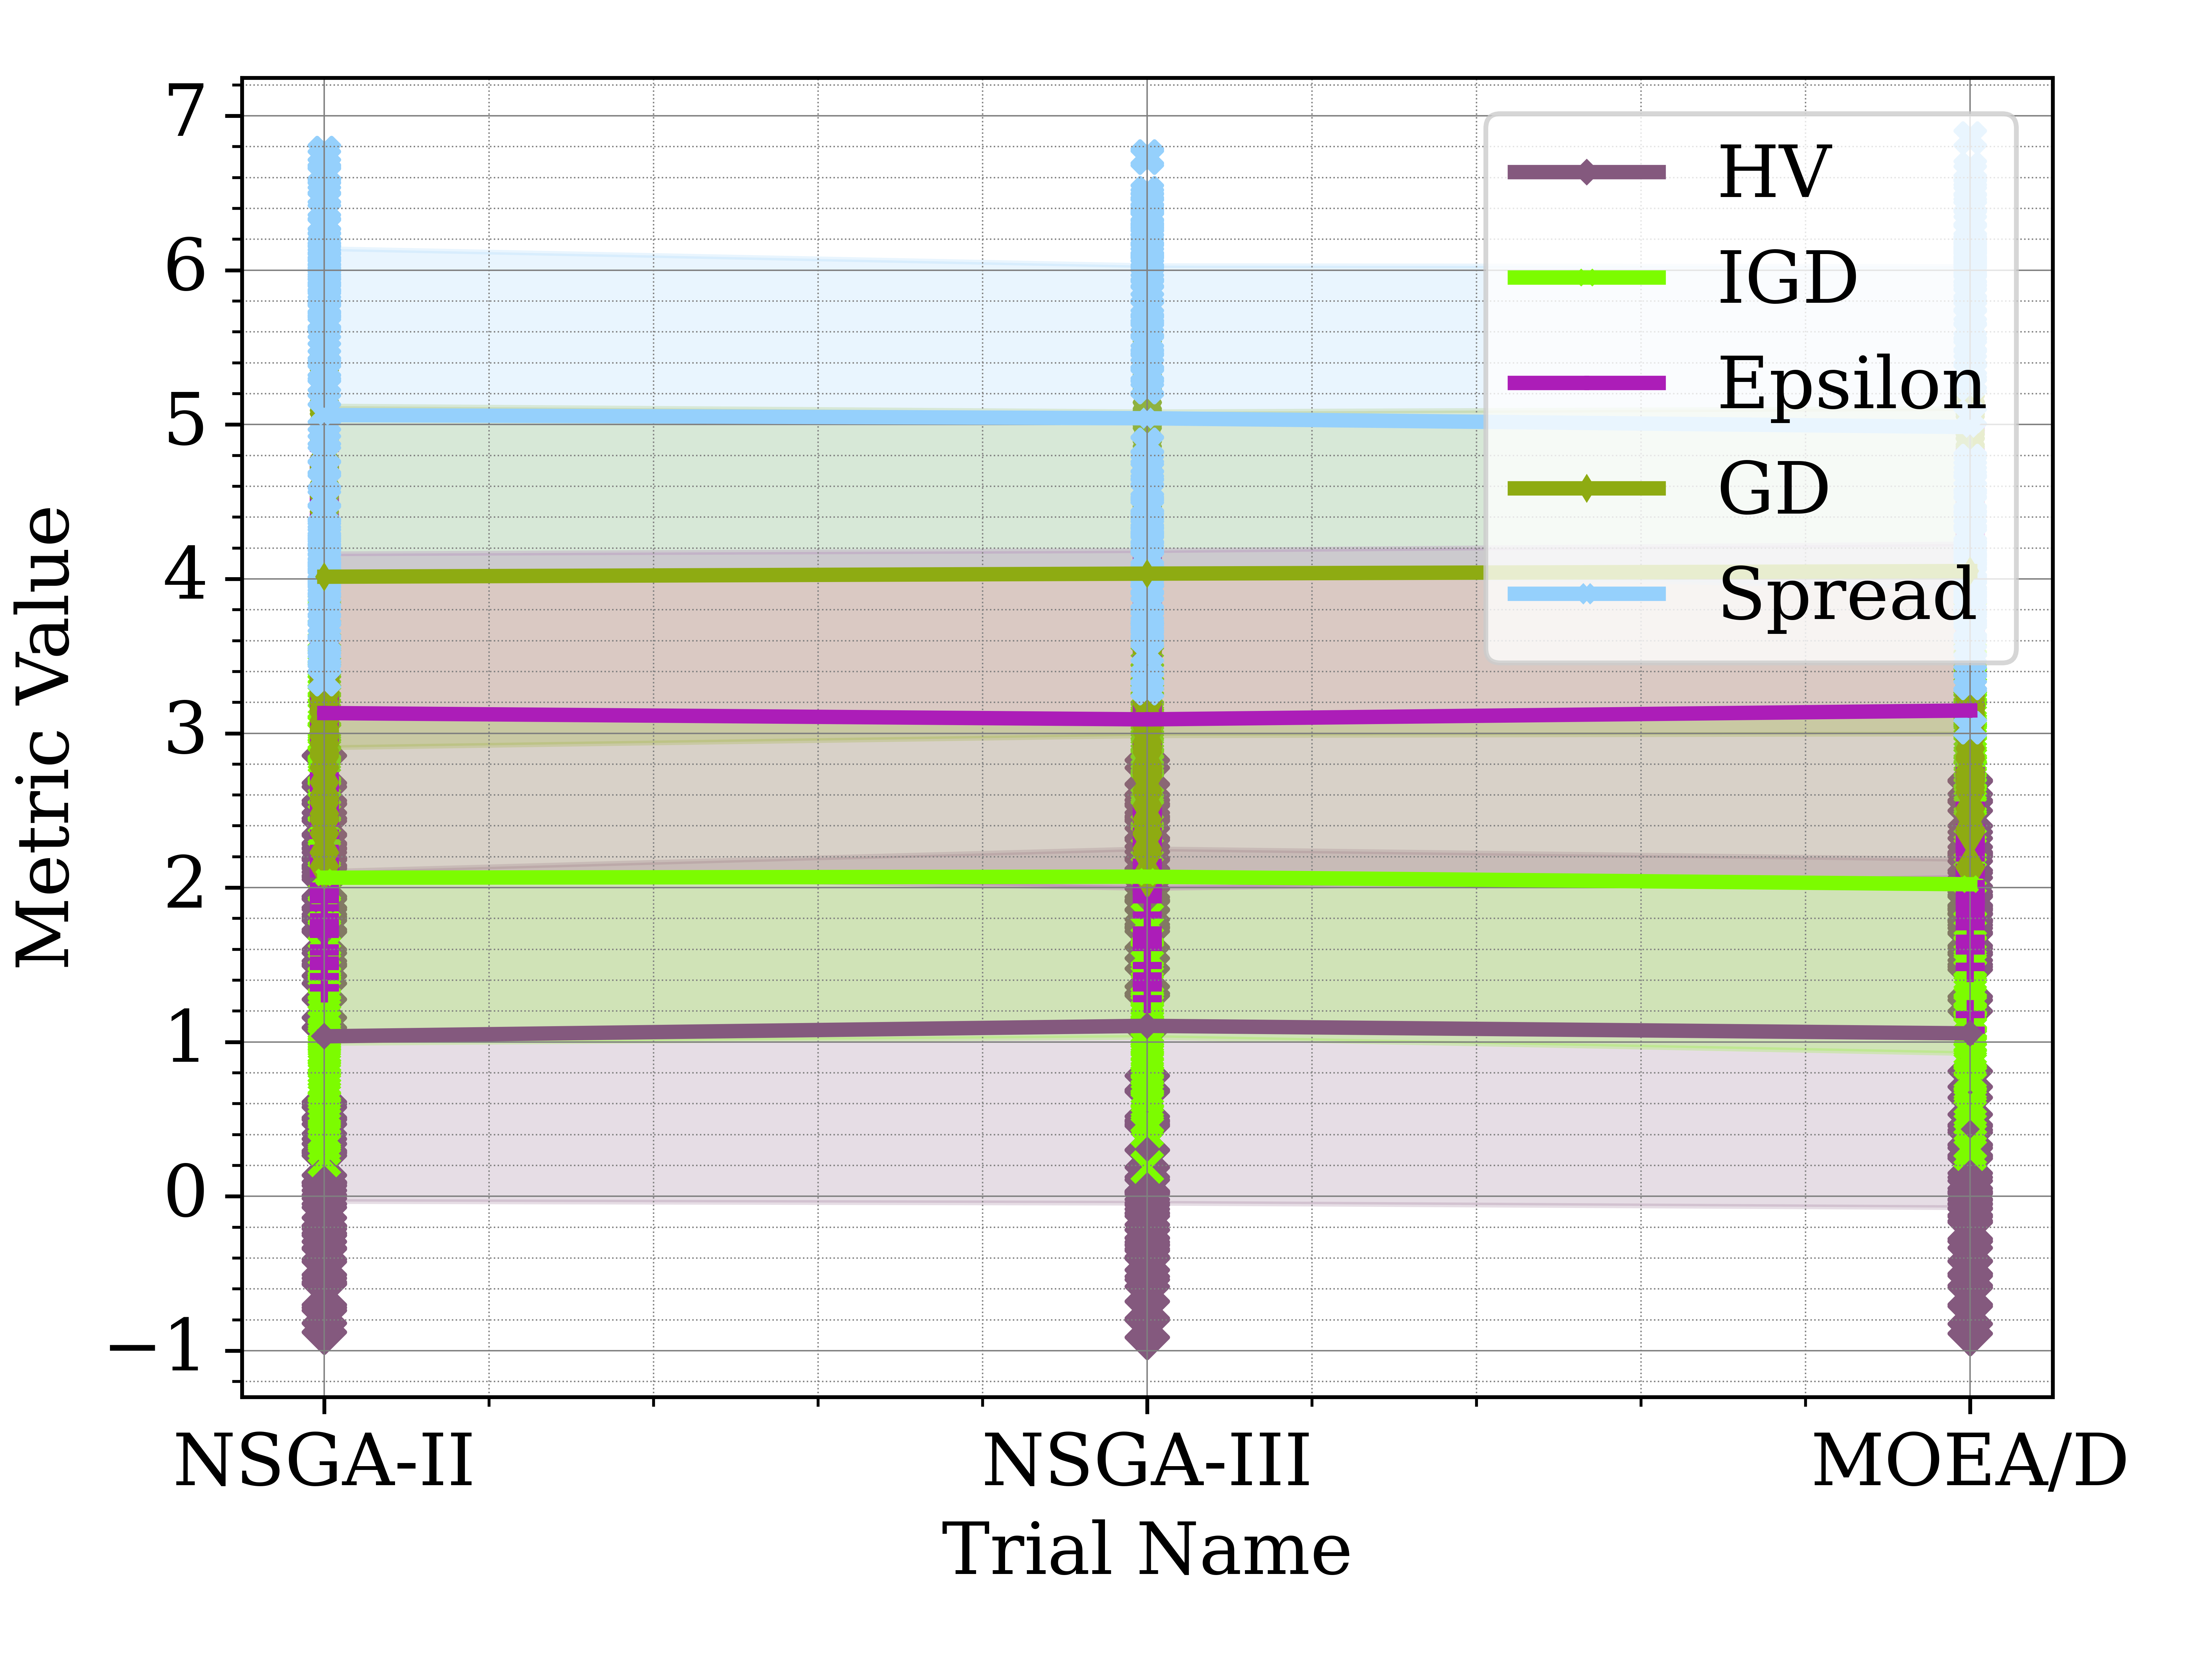 7
6
5
4
3
2
1
0
−1
Metric Value
HV
IGD
Epsilon
GD
Spread
NSGA-II
NSGA-III
MOEA/D
Trial Name